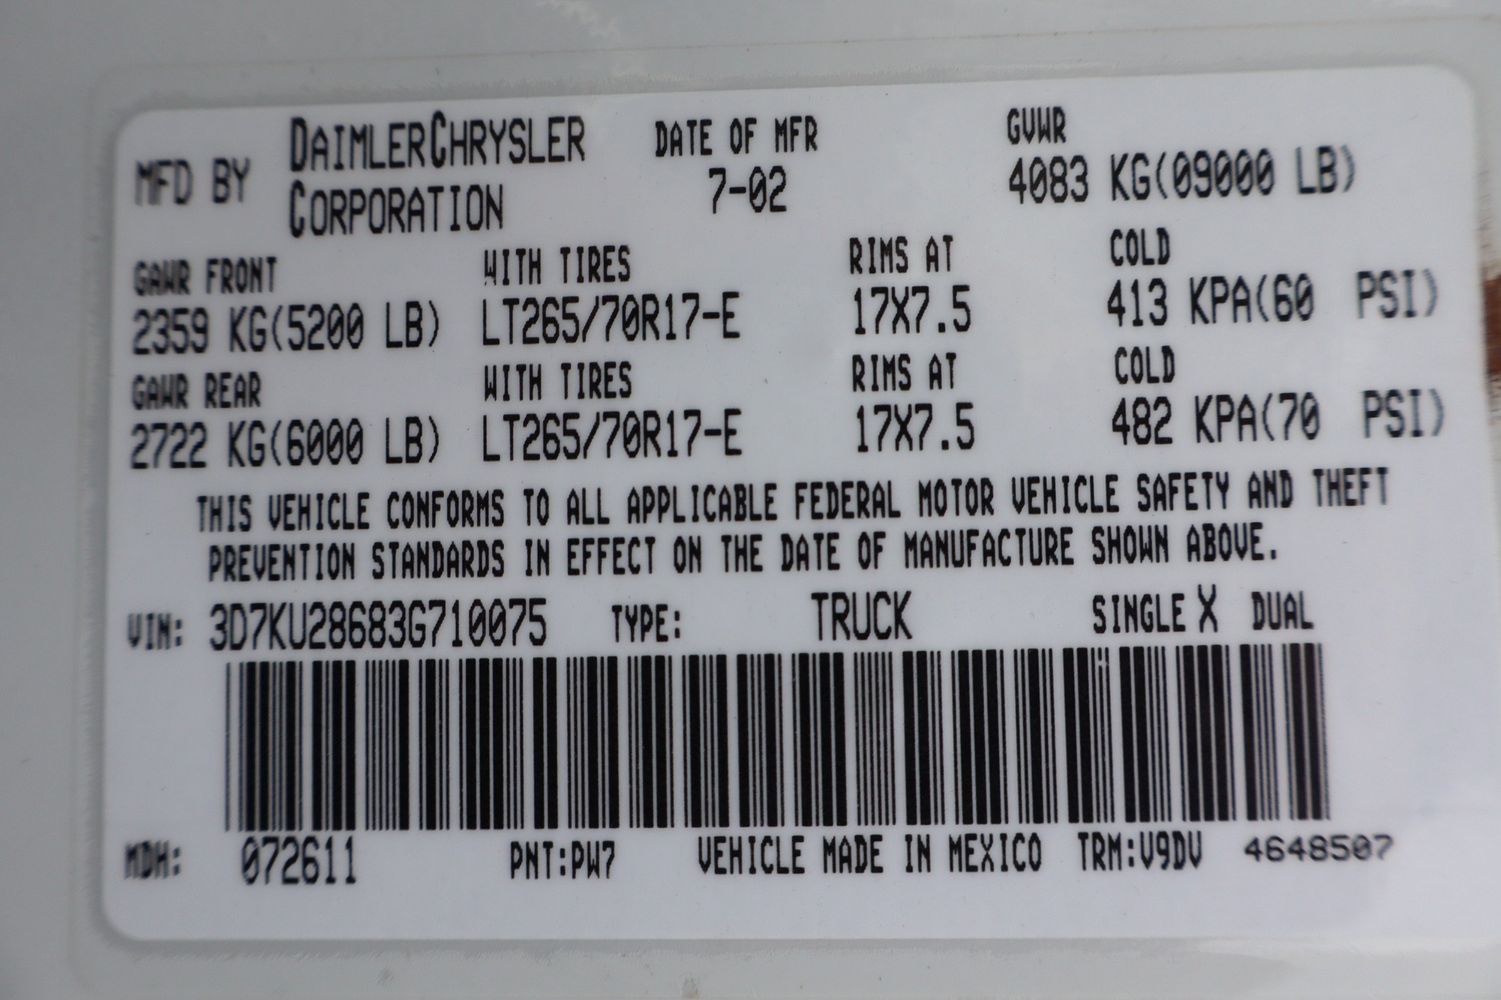 MFD BY DAIMLERCHRYSLER CORPORATION DATE OF MFR 7-02 GVWR 4083 KG(09000 LB)
GAWR FRONT WITH TIRES RIMS AT COLD
2359 KG(5200 LB) LT265/70R17-E 17X7.5 413 KPA(60 PSI)
GAWR REAR WITH TIRES RIMS AT COLD
2722 KG(6000 LB) LT265/70R17-E 17X7.5 482 KPA(70 PSI)
THIS VEHICLE CONFORMS TO ALL APPLICABLE FEDERAL MOTOR VEHICLE SAFETY AND THEFT
PREVENTION STANDARDS IN EFFECT ON THE DATE OF MANUFACTURE SHOWN ABOVE.
VIN: 3D7KU28683G710075 TYPE: TRUCK SINGLE X DUAL
MDH: 072611 PNT:PW7 VEHICLE MADE IN MEXICO TRM:V9DV 4648507